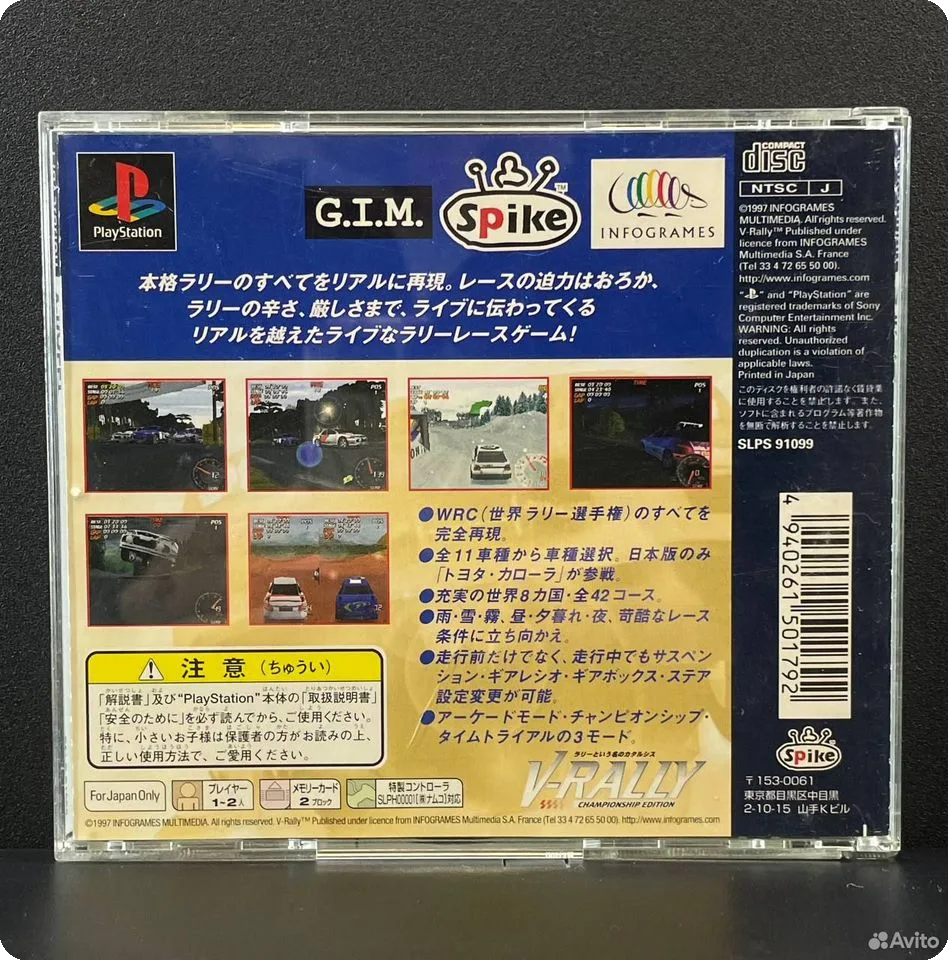 PlayStation
G.I.M.
Spike™
INFOGRAMES
本格ラリーのすべてをリアルに再現。レースの迫力はおろか、
ラリーの辛さ、厳しさまで、ライブに伝わってくる
リアルを越えたライブなラリーレースゲーム!
●WRC(世界ラリー選手権)のすべてを
完全再現。
●全11車種から車種選択。日本版のみ
「トヨタ・カローラ」が参戦。
●充実の世界8カ国・全42コース。
●雨・雪・霧、昼・夕暮れ・夜、苛酷なレース
条件に立ち向かえ。
●走行前だけでなく、走行中でもサスペン
ション・ギアレシオ・ギアボックス・ステア
設定変更が可能。
●アーケードモード・チャンピオンシップ・
タイムトライアルの3モード。
注意(ちゅうい)
「解説書」及び"PlayStation"本体の「取扱説明書」
「安全のために」を必ず読んでから、ご使用ください。
特に、小さいお子様は保護者の方がお読みの上、
正しい使用方法で、ご愛用ください。
For Japan Only
プレイヤー
1~2人
メモリーカード
2ブロック
特製コントローラ
SLPH00001[㈱ナムコ]対応
ラリーという名のカタルシス
V-RALLY
CHAMPIONSHIP EDITION
©1997 INFOGRAMES MULTIMEDIA. All rights reserved. V-Rally™ Published under licence from INFOGRAMES Multimedia S.A. France (Tel 33 4 72 65 50 00). http://www.infogrames.com
COMPACT
disc
NTSC J
©1997 INFOGRAMES
MULTIMEDIA. All rights reserved.
V-Rally™ Published under
licence from INFOGRAMES
Multimedia S.A. France
(Tel 33 4 72 65 50 00).
http://www.infogrames.com
" " and "PlayStation" are
registered trademarks of Sony
Computer Entertainment Inc.
WARNING: All rights
reserved. Unauthorized
duplication is a violation of
applicable laws.
Printed in Japan
このディスクを権利者の許諾なく賃貸業
に使用することを禁止します。また、
ソフトに含まれるプログラム等著作物
を無断で解析することを禁止します。
SLPS 91099
4 940261 501792
Spike
〒153-0061
東京都目黒区中目黒
2-10-15 山手Kビル
Avito